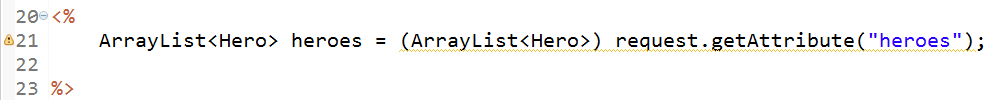 20 <%
21     ArrayList<Hero> heroes = (ArrayList<Hero>) request.getAttribute("heroes");
22
23 %>